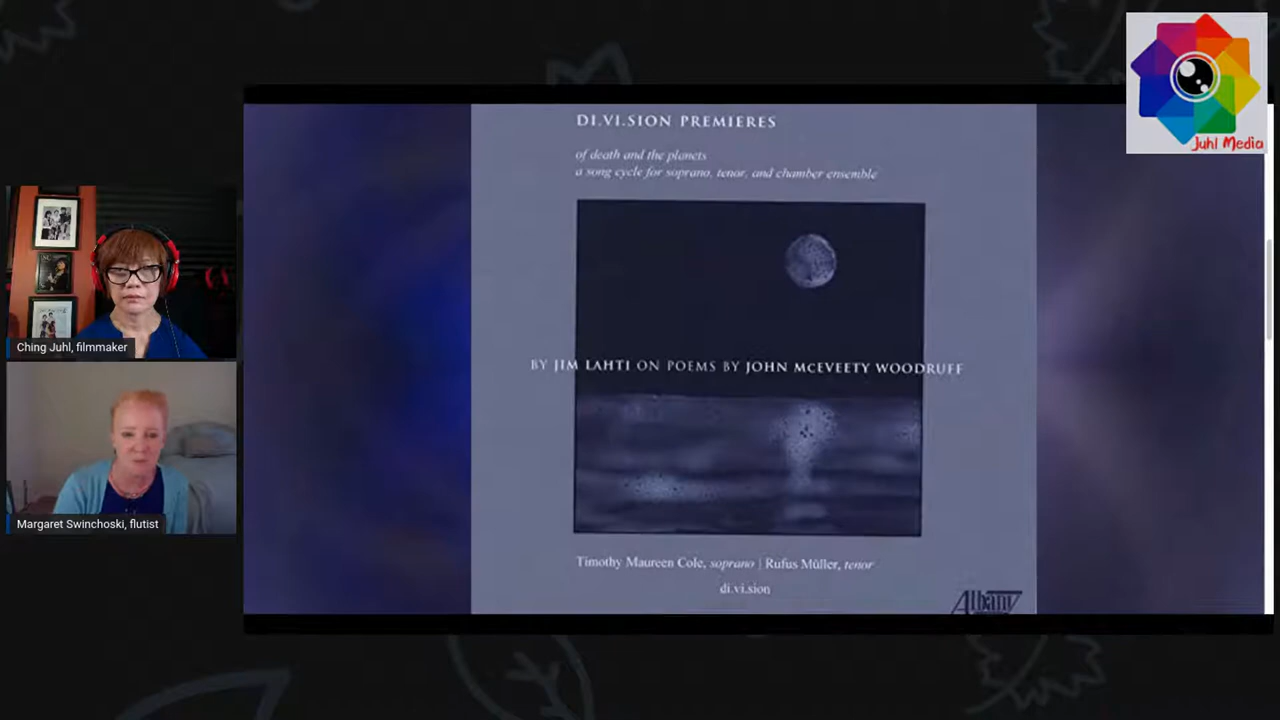 Juhl Media
DI.VI.SION PREMIERES
of death and the planets
a song cycle for soprano, tenor, and chamber ensemble
BY JIM LAHTI ON POEMS BY JOHN McEVEETY WOODRUFF
Timothy Maureen Cole, soprano | Rufus Müller, tenor
di.vi.sion
Albany
Ching Juhl, filmmaker
Margaret Swinchoski, flutist